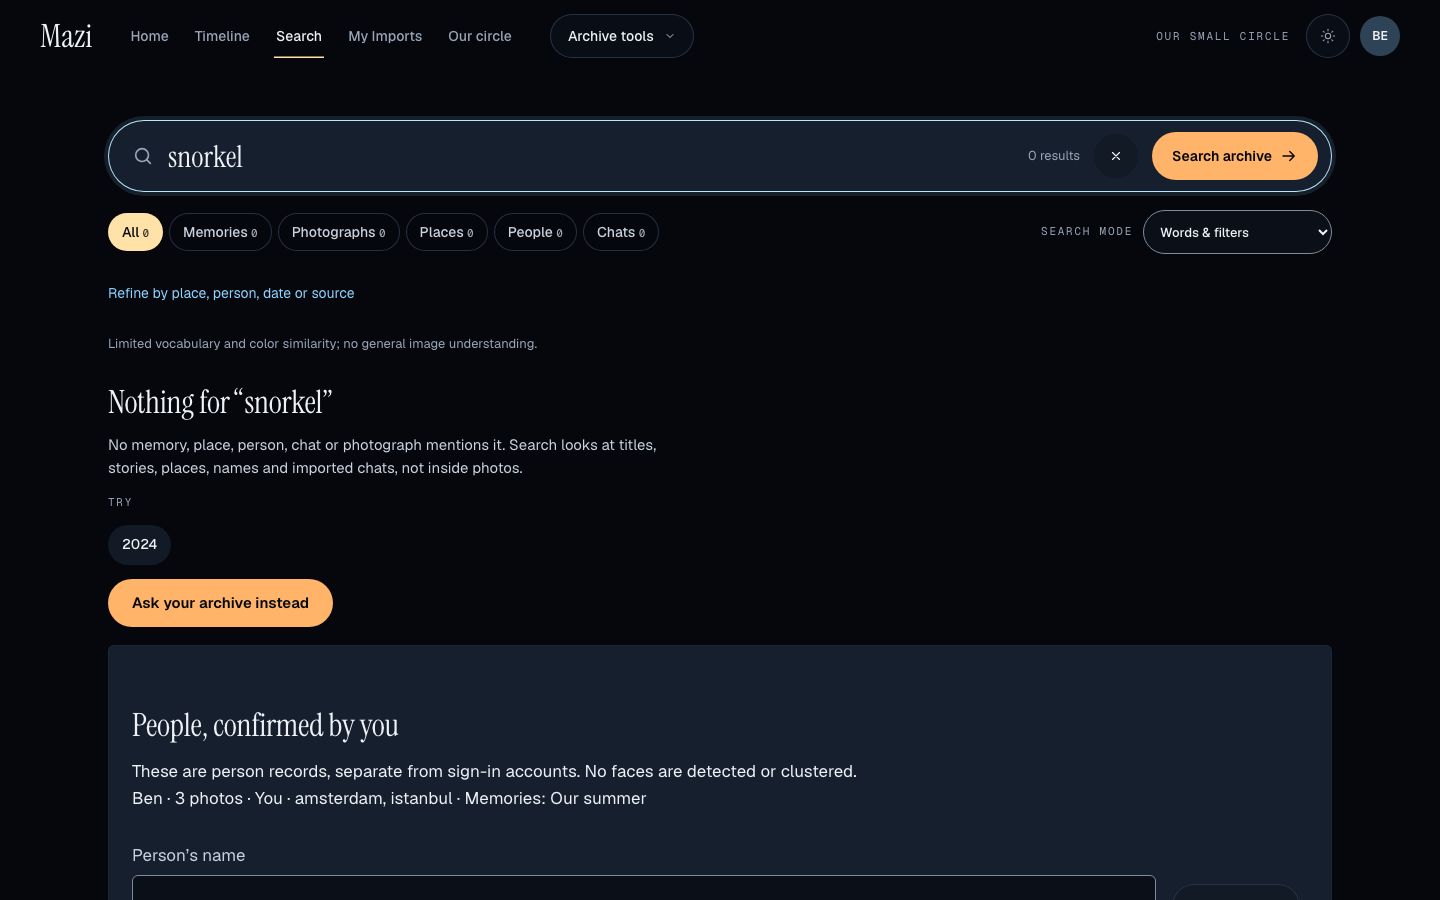 Mazi
Home
Timeline
Search
My Imports
Our circle
Archive tools
OUR SMALL CIRCLE
BE
snorkel
0 results
Search archive
All 0
Memories 0
Photographs 0
Places 0
People 0
Chats 0
SEARCH MODE
Words & filters
Refine by place, person, date or source
Limited vocabulary and color similarity; no general image understanding.
Nothing for “snorkel”
No memory, place, person, chat or photograph mentions it. Search looks at titles,
stories, places, names and imported chats, not inside photos.
TRY
2024
Ask your archive instead
People, confirmed by you
These are person records, separate from sign-in accounts. No faces are detected or clustered.
Ben · 3 photos · You · amsterdam, istanbul · Memories: Our summer
Person’s name